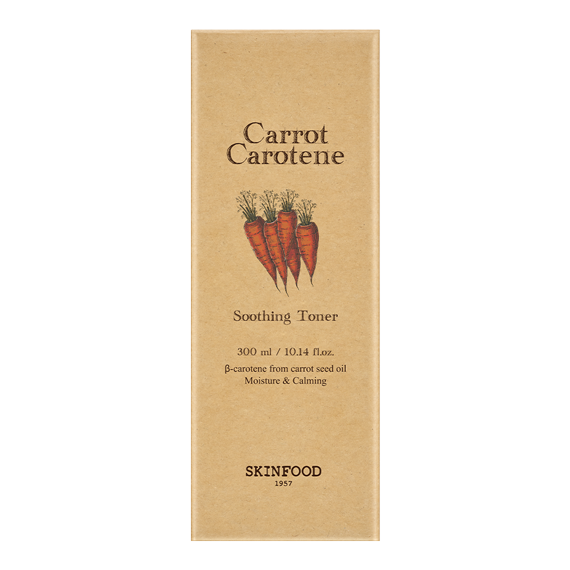 Carrot
Carotene
Soothing Toner
300 ml / 10.14 fl.oz.
β-carotene from carrot seed oil
Moisture & Calming
SKINFOOD
1957